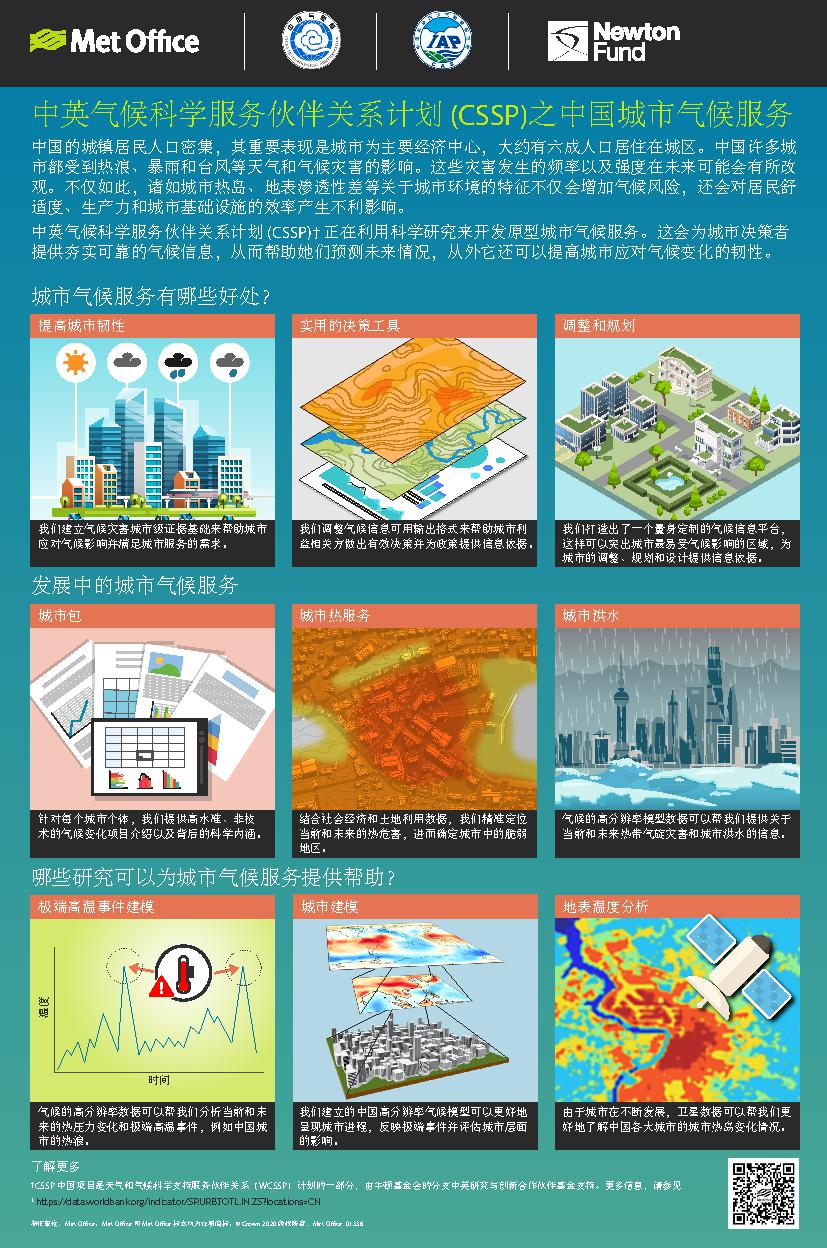 Met Office
中国气象局
IAP
Newton
Fund
中英气候科学服务伙伴关系计划 (CSSP)之中国城市气候服务
中国的城镇居民人口密集，其重要表现是城市为主要经济中心，大约有六成人口居住在城区。中国许多城
市都受到热浪、暴雨和台风等天气和气候灾害的影响。这些灾害发生的频率以及强度在未来可能会有所改
观。不仅如此，诸如城市热岛、地表渗透性差等关于城市环境的特征不仅会增加气候风险，还会对居民舒
适度、生产力和城市基础设施的效率产生不利影响。
中英气候科学服务伙伴关系计划 (CSSP)† 正在利用科学研究来开发原型城市气候服务。这会为城市决策者
提供夯实可靠的气候信息，从而帮助她们预测未来情况，从外它还可以提高城市应对气候变化的韧性。
城市气候服务有哪些好处？
提高城市韧性
实用的决策工具
调整和规划
我们建立气候灾害城市级证据基础来帮助城市
应对气候影响并满足城市服务的需求。
我们调整气候信息可用输出格式来帮助城市利
益相关方做出有效决策并为政策提供信息依据。
我们打造出了一个量身定制的气候信息平台，
这样可以突出城市最易受气候影响的区域，为
城市的调整、规划和设计提供信息依据。
发展中的城市气候服务
城市包
城市热服务
城市洪水
针对每个城市个体，我们提供高水准、非技
术的气候变化项目介绍以及背后的科学内涵。
结合社会经济和土地利用数据，我们精准定位
当前和未来的热危害，进而确定城市中的脆弱
地区。
气候的高分辨率模型数据可以帮我们提供关于
当前和未来热带气旋灾害和城市洪水的信息。
哪些研究可以为城市气候服务提供帮助？
极端高温事件建模
城市建模
地表温度分析
温度
时间
气候的高分辨率数据可以帮我们分析当前和未
来的热压力变化和极端高温事件，例如中国城
市的热浪。
我们建立的中国高分辨率气候模型可以更好地
呈现城市进程，反映极端事件并评估城市层面
的影响。
由于城市在不断发展，卫星数据可以帮我们更
好地了解中国各大城市的城市热岛变化情况。
了解更多
†CSSP 中国项目是天气和气候科学支持服务伙伴关系（WCSSP）计划的一部分，由牛顿基金会的分支中英研究与创新合作伙伴基金支持。更多信息，请参见
¹ https://data.worldbank.org/indicator/SP.URB.TOTL.IN.ZS?locations=CN
Met Office，Met Office 和 Met Office © Crown 2020 版权所有，Met Office 01336